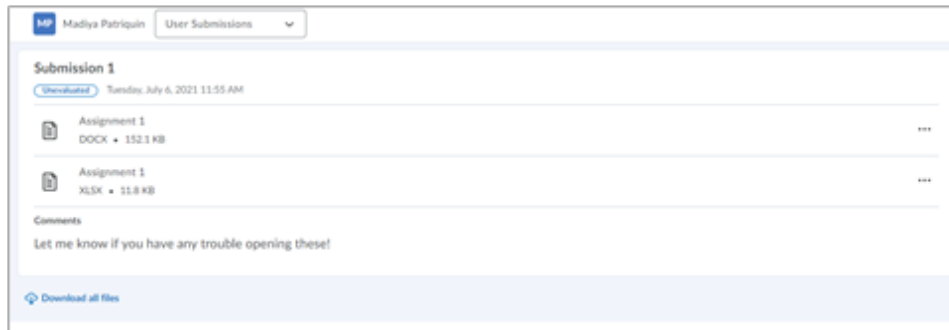 MP Madiya Patriquin User Submissions
Submission 1
Unevaluated Tuesday, July 6, 2021 11:55 AM
Assignment 1
DOCX • 152.1 KB
Assignment 1
XLSX • 11.8 KB
Comments
Let me know if you have any trouble opening these!
Download all files